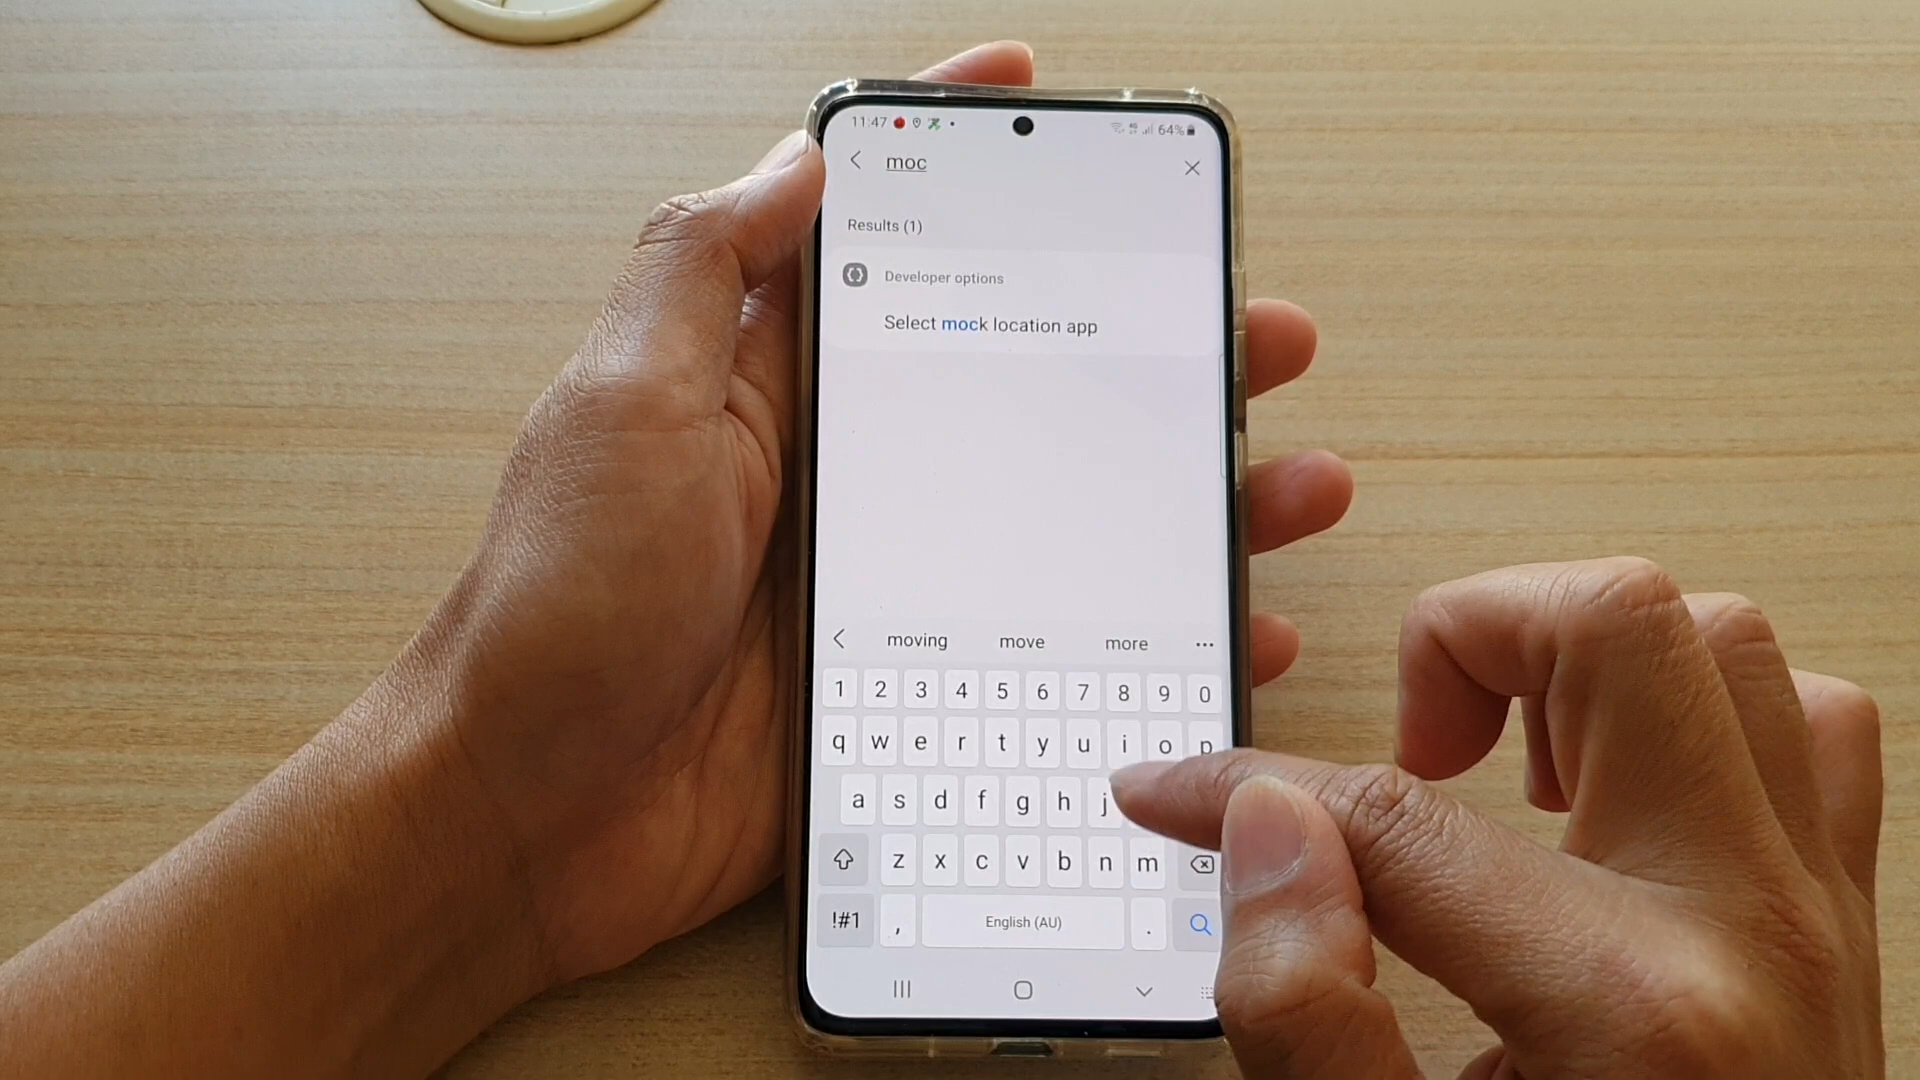 11:47 64%
moc
Results (1)
Developer options
Select mock location app
moving move more
1 2 3 4 5 6 7 8 9 0
q w e r t y u i o p
a s d f g h j
z x c v b n m
!#1 , English (AU) .